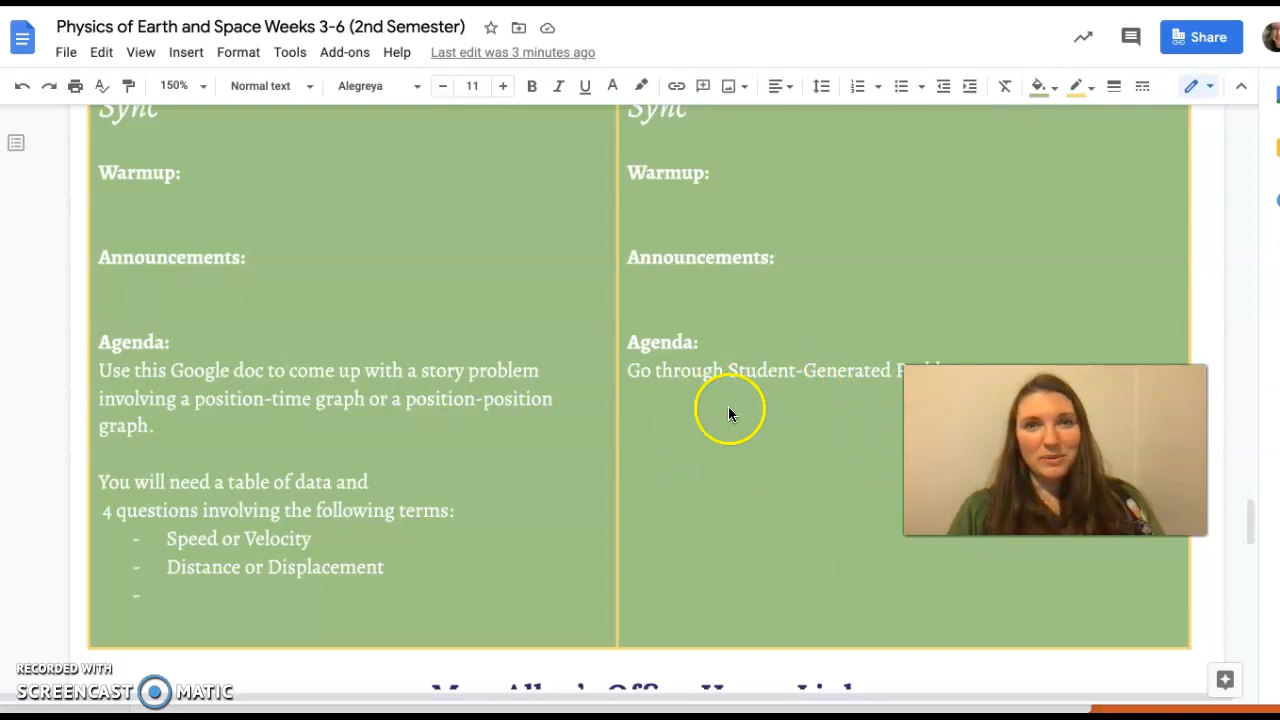 Physics of Earth and Space Weeks 3-6 (2nd Semester)
File Edit View Insert Format Tools Add-ons Help Last edit was 3 minutes ago
Share
150% Normal text Alegreya 11
Sync
Sync
Warmup:
Warmup:
Announcements:
Announcements:
Agenda:
Use this Google doc to come up with a story problem
involving a position-time graph or a position-position
graph.
You will need a table of data and
4 questions involving the following terms:
- Speed or Velocity
- Distance or Displacement
-
Agenda:
Go through Student-Generated
RECORDED WITH
SCREENCAST MATIC